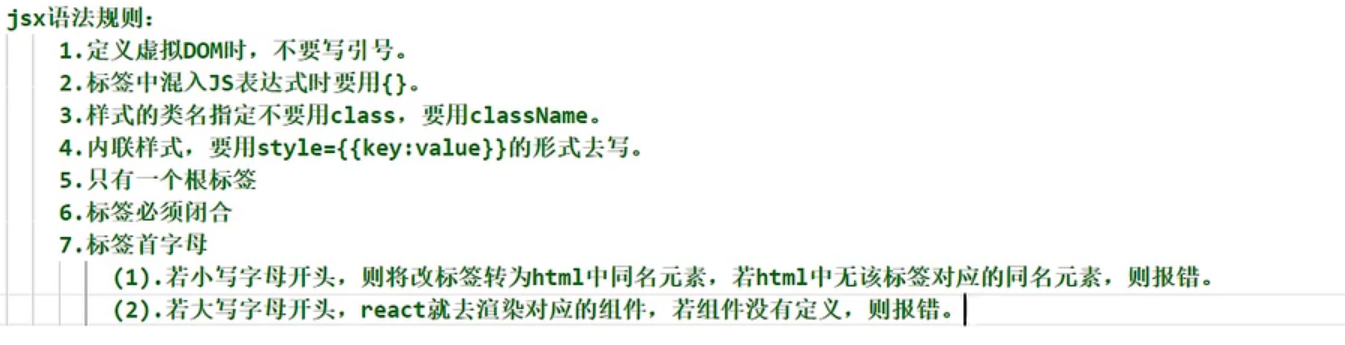 jsx语法规则：
1.定义虚拟DOM时，不要写引号。
2.标签中混入JS表达式时要用{}。
3.样式的类名指定不要用class，要用className。
4.内联样式，要用style={{key:value}}的形式去写。
5.只有一个根标签
6.标签必须闭合
7.标签首字母
(1).若小写字母开头，则将改标签转为html中同名元素，若html中无该标签对应的同名元素，则报错。
(2).若大写字母开头，react就去渲染对应的组件，若组件没有定义，则报错。